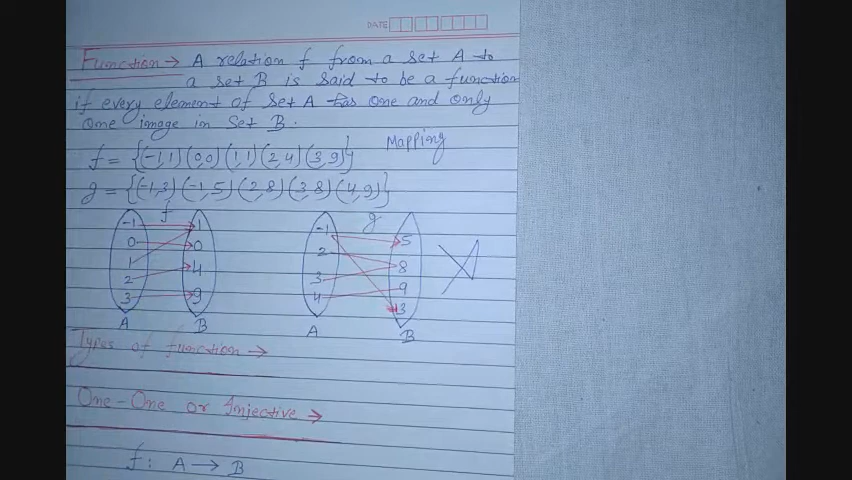 DATE
Function → A relation f from a set A to
a set B is said to be a function
if every element of Set A has one and only
one image in Set B.
f = {(-1,1)(0,0)(1,1)(2,4)(3,9)}
Mapping
g = {(-1,3)(-1,5)(2,8)(3,8)(4,9)}
f
-1 1
0 0
1
2 4
3 9
A B
g
-1 5
2 8
3 9
4 3
A B
Types of function →
One-One or Injective →
f: A → B